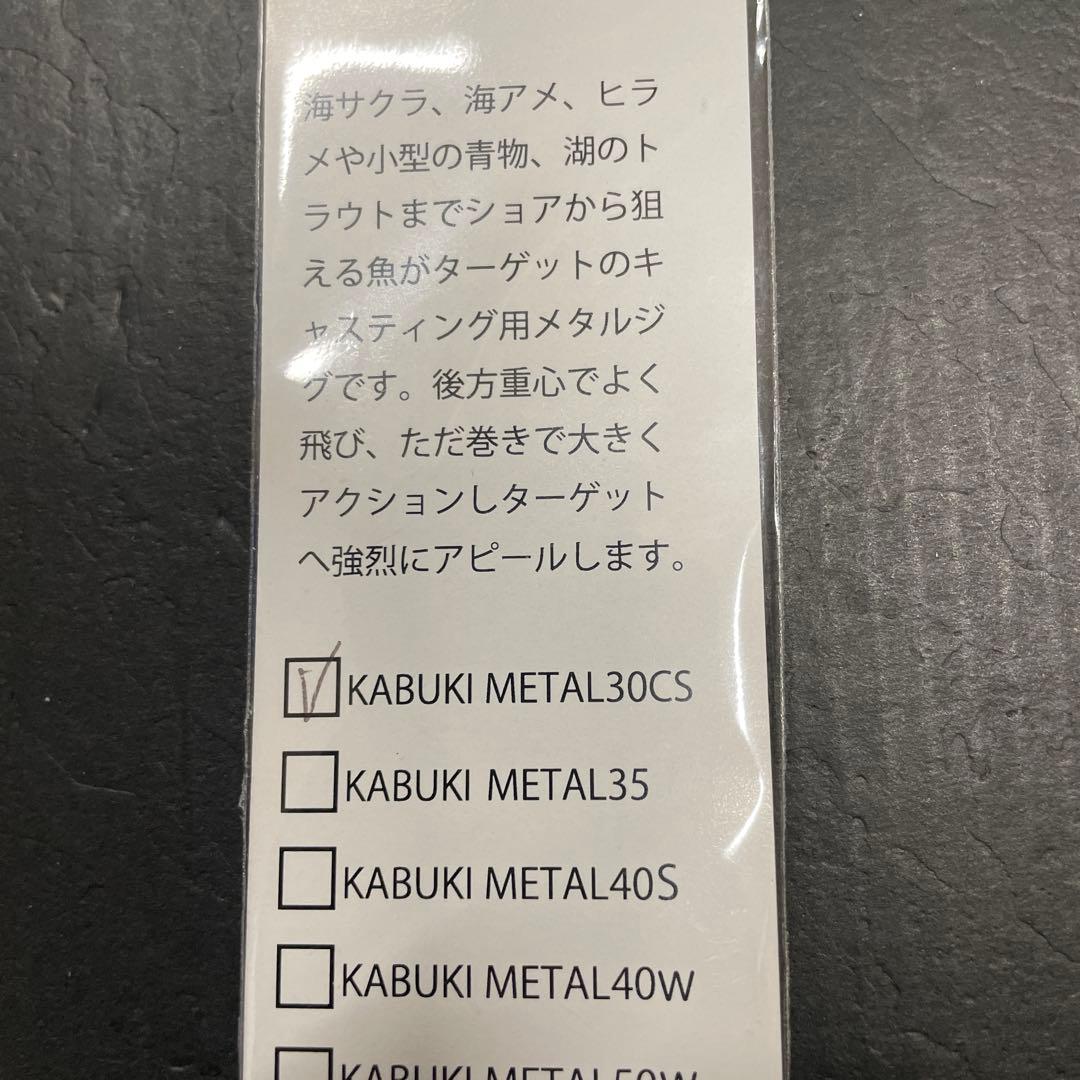 海サクラ、海アメ、ヒラ
メや小型の青物、湖のト
ラウトまでショアから狙
える魚がターゲットのキ
ャスティング用メタルジ
グです。後方重心でよく
飛び、ただ巻きで大きく
アクションしターゲット
へ強烈にアピールします。
KABUKI METAL30CS
KABUKI METAL35
KABUKI METAL40S
KABUKI METAL40W
KABUKI METAL50W